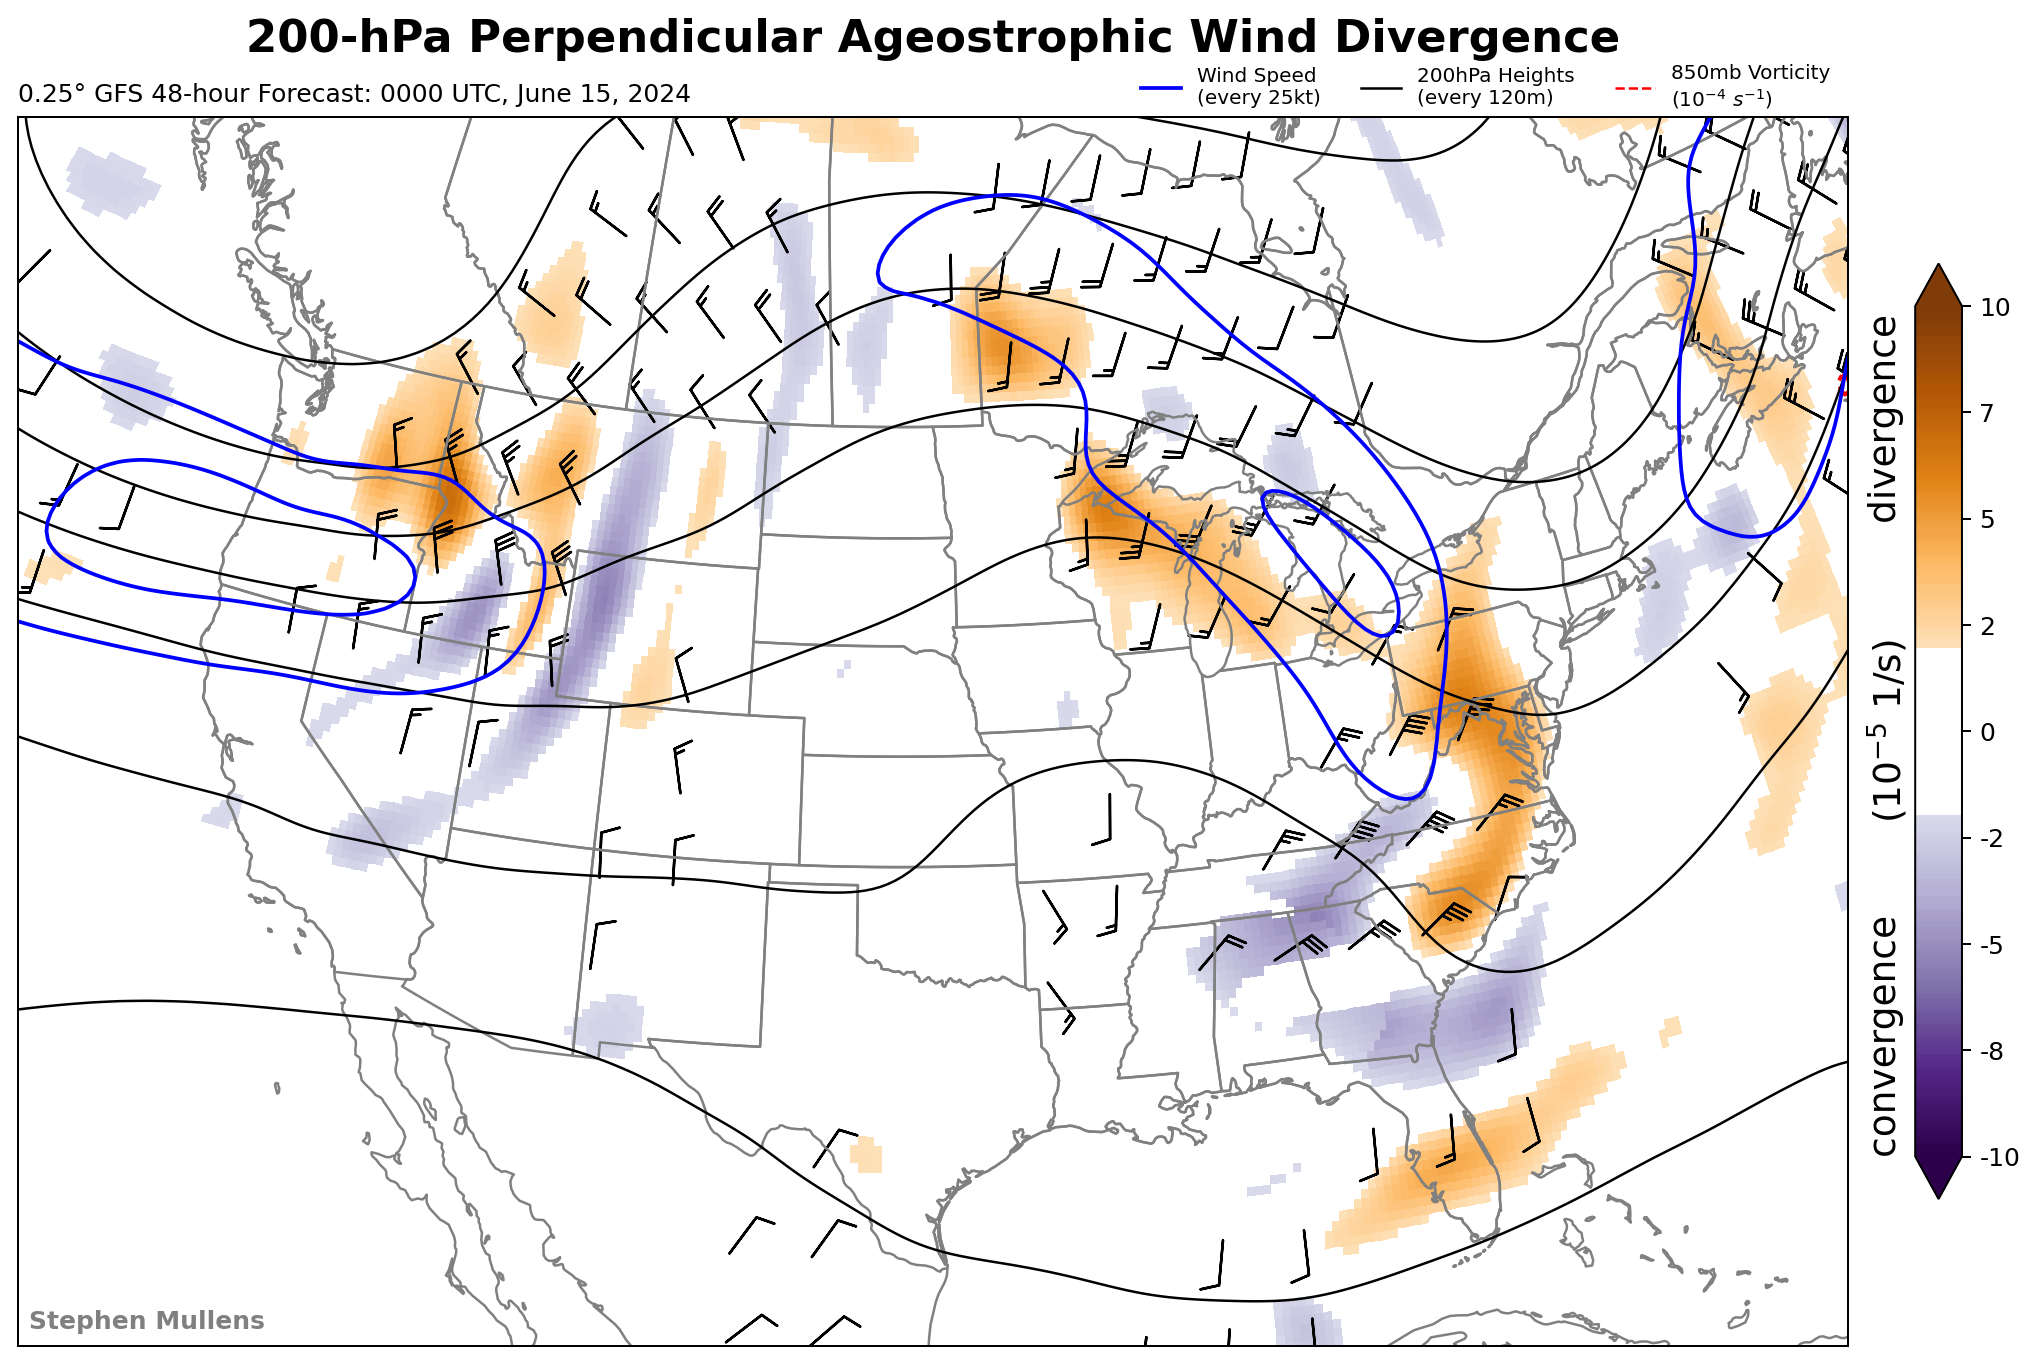 200-hPa Perpendicular Ageostrophic Wind Divergence
0.25° GFS 48-hour Forecast: 0000 UTC, June 15, 2024
Wind Speed
(every 25kt)
200hPa Heights
(every 120m)
850mb Vorticity
(10⁻⁴ s⁻¹)
10
7
5
2
0
-2
-5
-8
-10
convergence (10⁻⁵ 1/s) divergence
Stephen Mullens